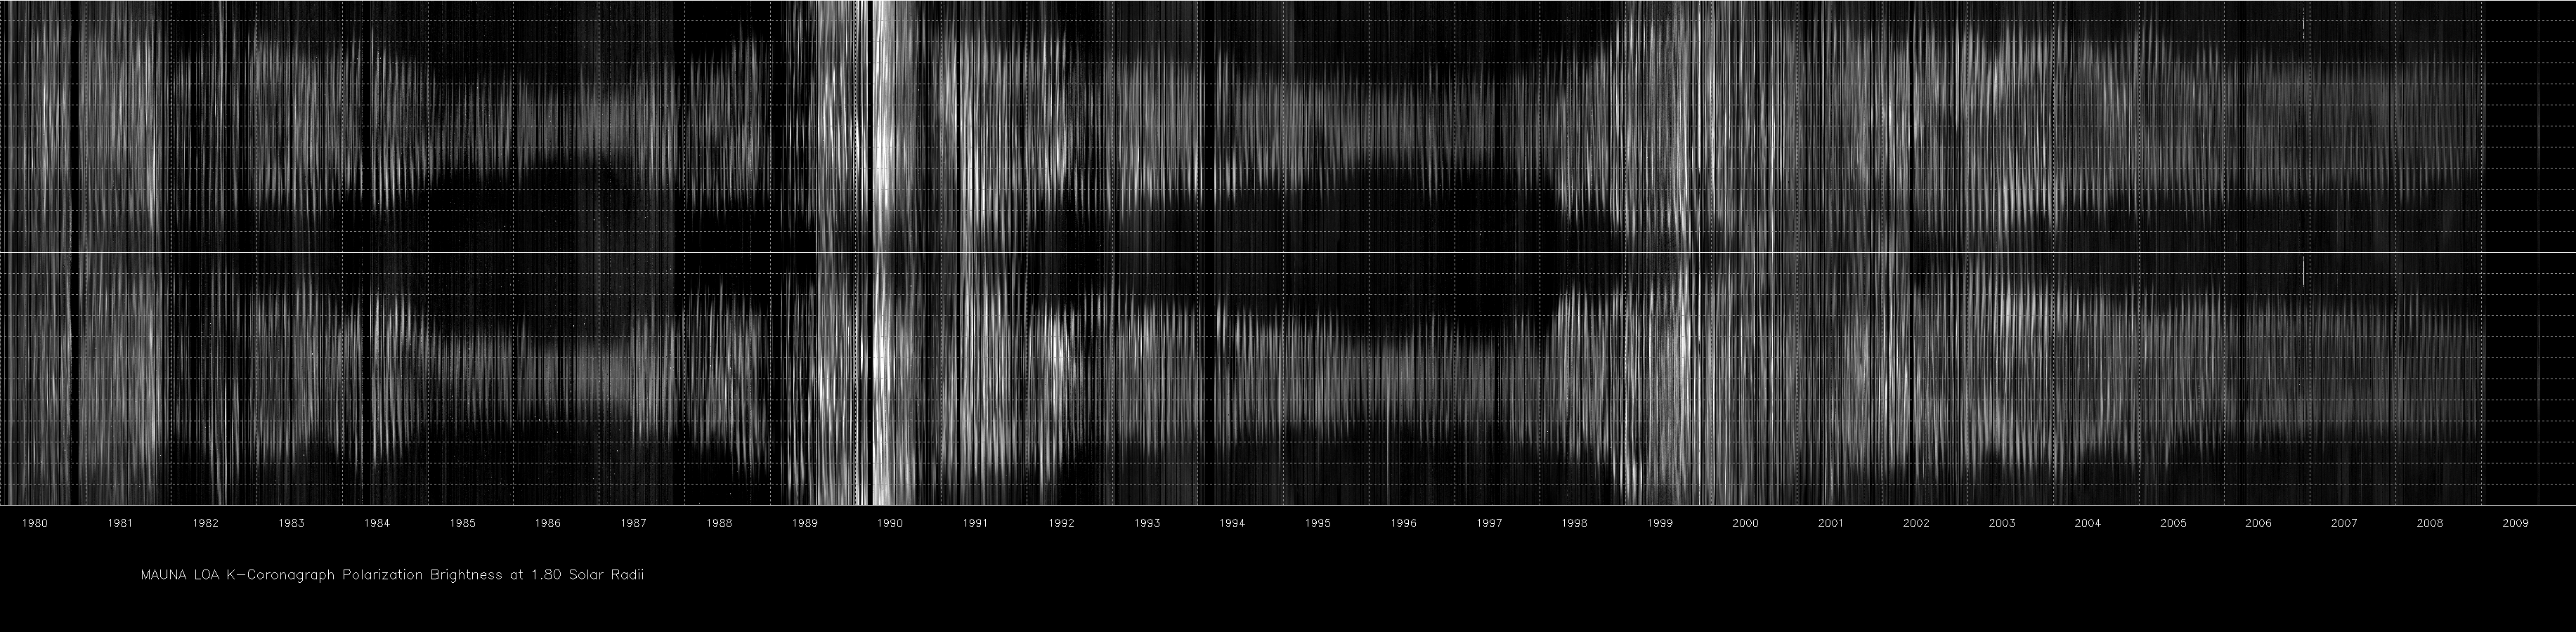 1980 1981 1982 1983 1984 1985 1986 1987 1988 1989 1990 1991 1992 1993 1994 1995 1996 1997 1998 1999 2000 2001 2002 2003 2004 2005 2006 2007 2008 2009
MAUNA LOA K-Coronagraph Polarization Brightness at 1.80 Solar Radii